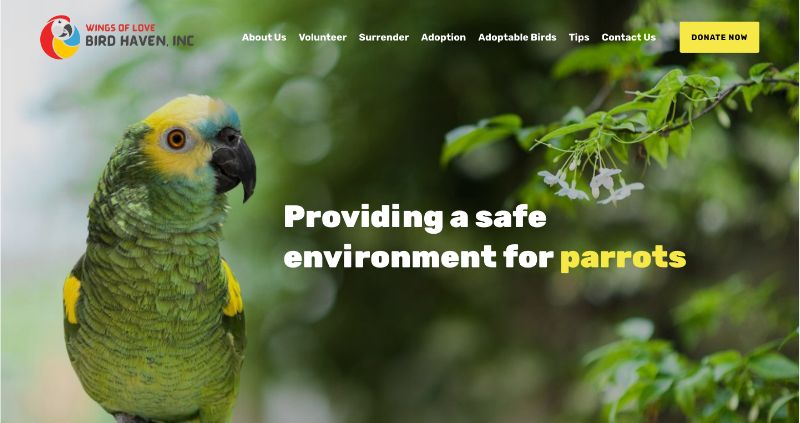 WINGS OF LOVE
BIRD HAVEN, INC
About Us Volunteer Surrender Adoption Adoptable Birds Tips Contact Us
DONATE NOW
Providing a safe
environment for parrots